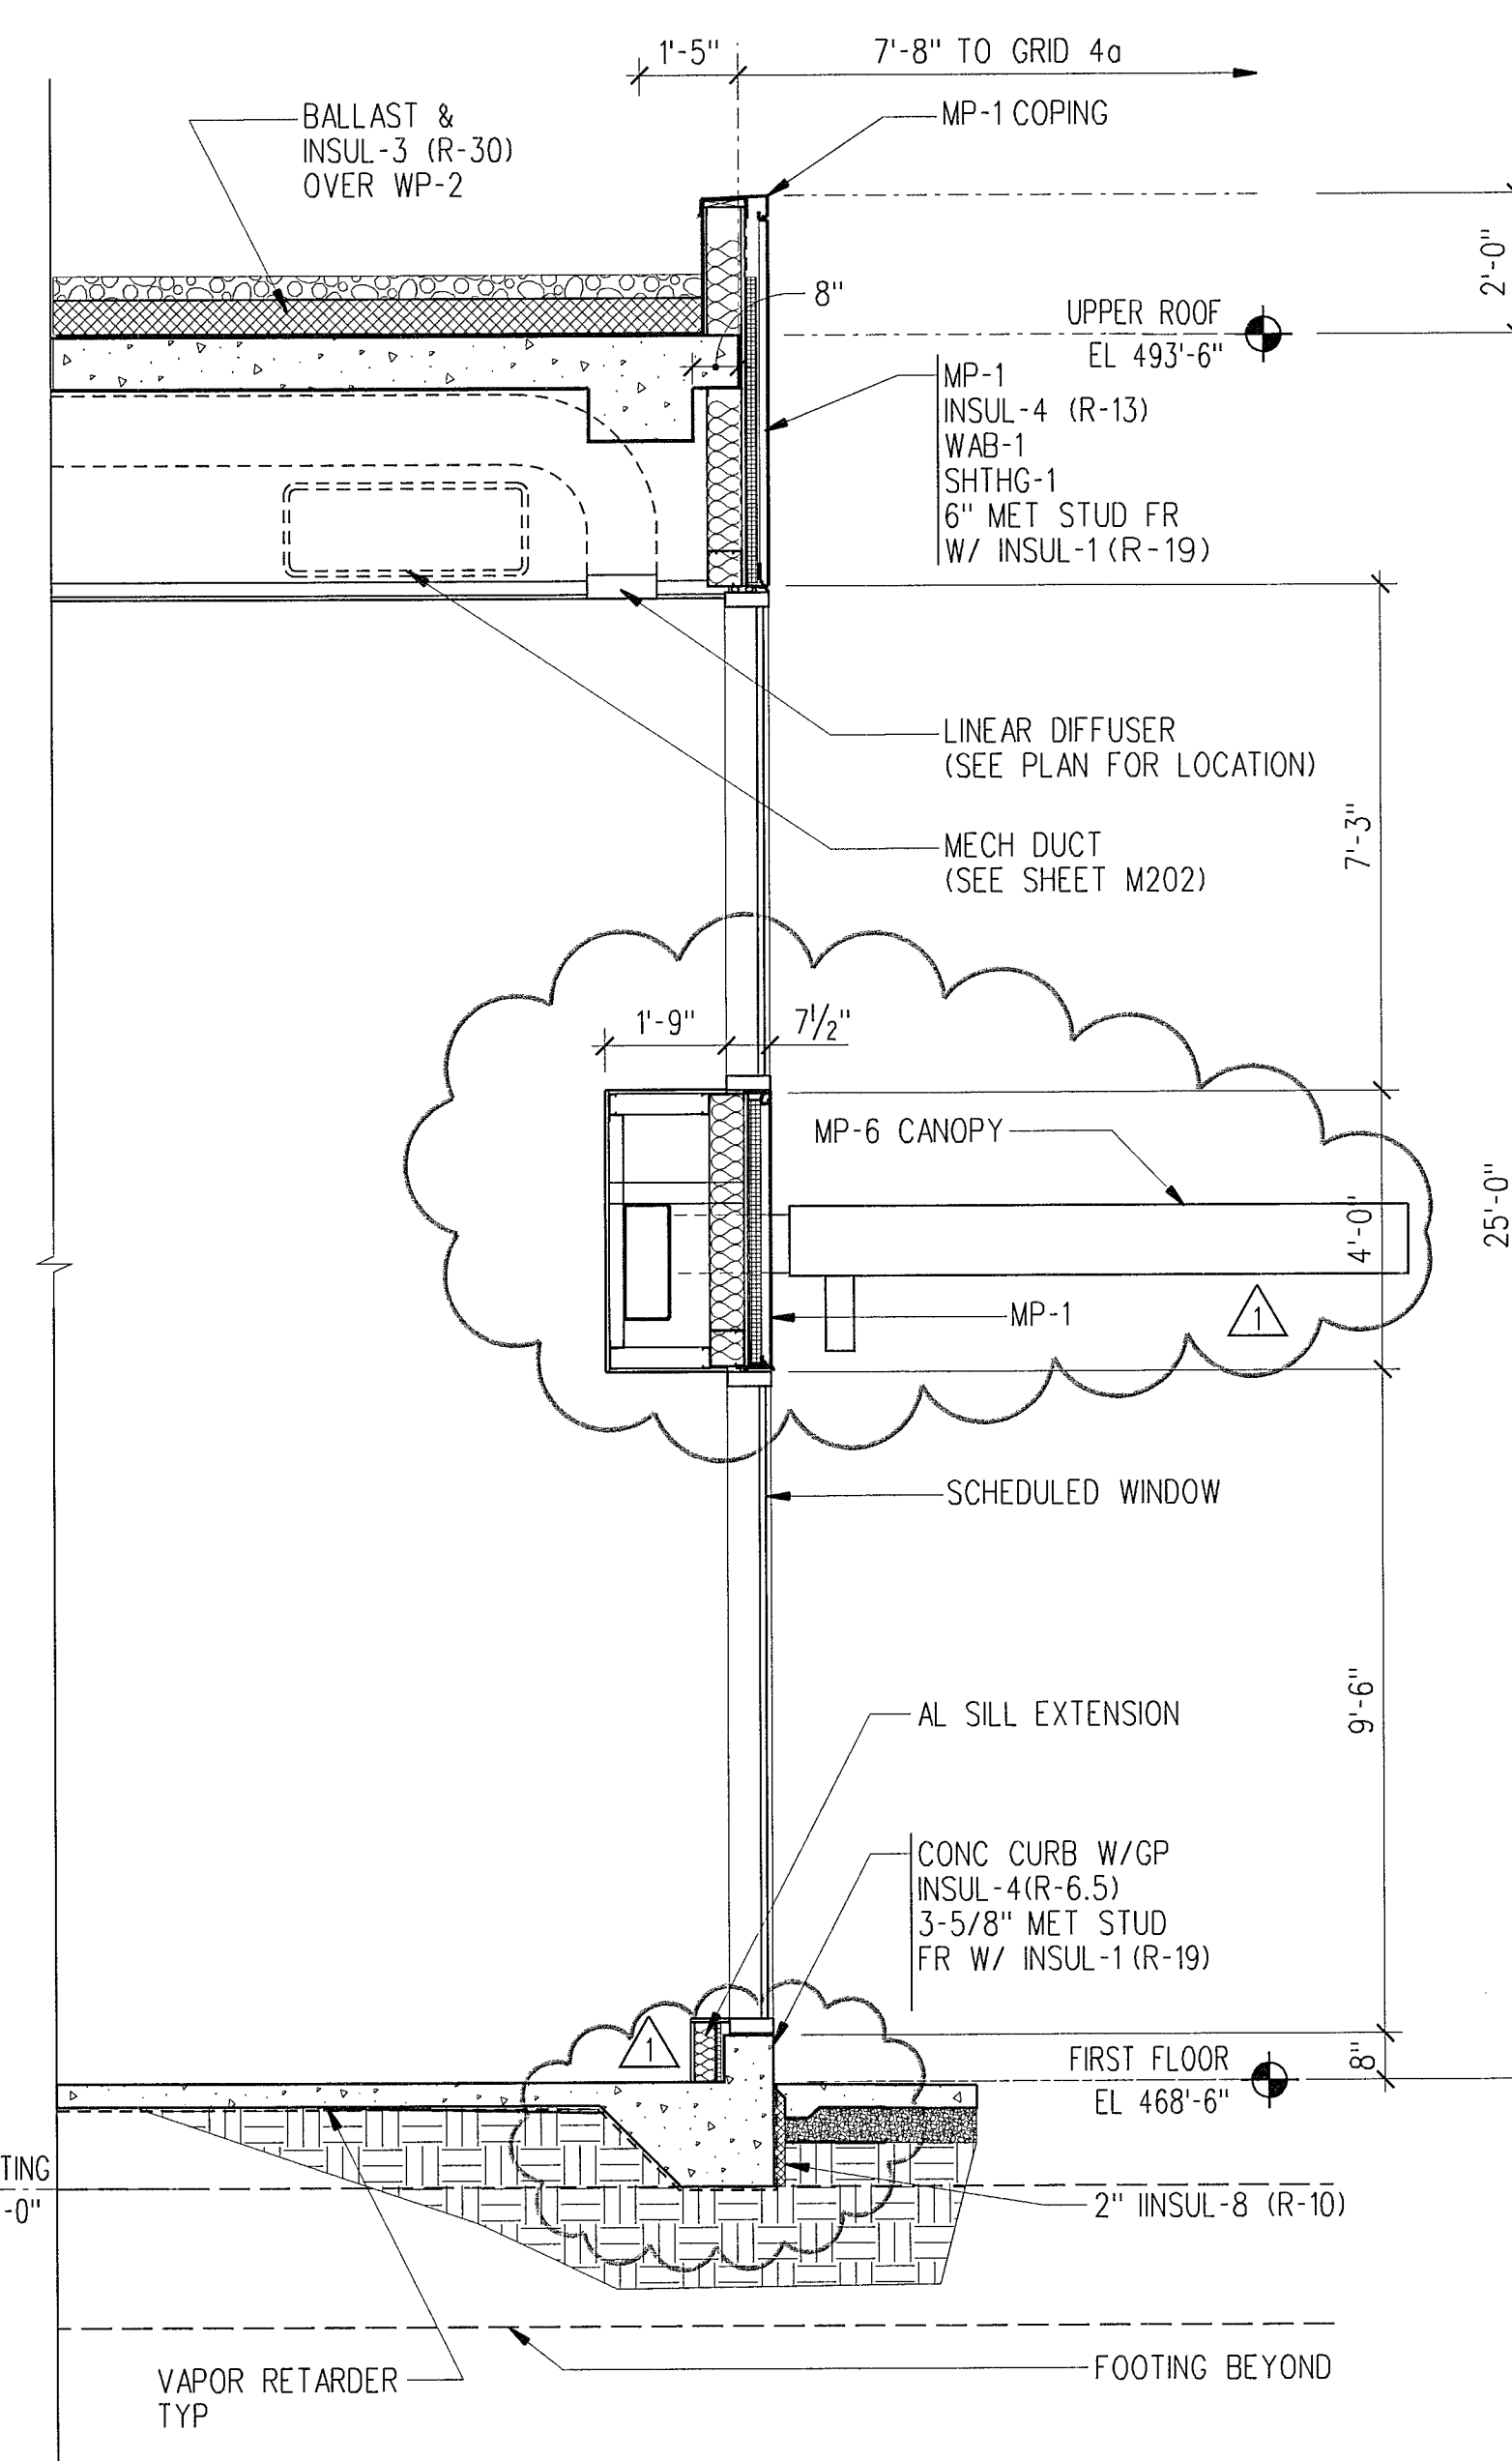 1'-5"
7'-8" TO GRID 4a
BALLAST &
INSUL-3 (R-30)
OVER WP-2
MP-1 COPING
2'-0"
8"
UPPER ROOF
EL 493'-6"
MP-1
INSUL-4 (R-13)
WAB-1
SHTHG-1
6" MET STUD FR
W/ INSUL-1 (R-19)
LINEAR DIFFUSER
(SEE PLAN FOR LOCATION)
7'-3"
MECH DUCT
(SEE SHEET M202)
1'-9"
7 1/2"
MP-6 CANOPY
4'-0"
25'-0"
MP-1
1
SCHEDULED WINDOW
9'-6"
AL SILL EXTENSION
CONC CURB W/GP
INSUL-4(R-6.5)
3-5/8" MET STUD
FR W/ INSUL-1 (R-19)
1
FIRST FLOOR
EL 468'-6"
8"
TING
-0"
2" IINSUL-8 (R-10)
VAPOR RETARDER
TYP
FOOTING BEYOND